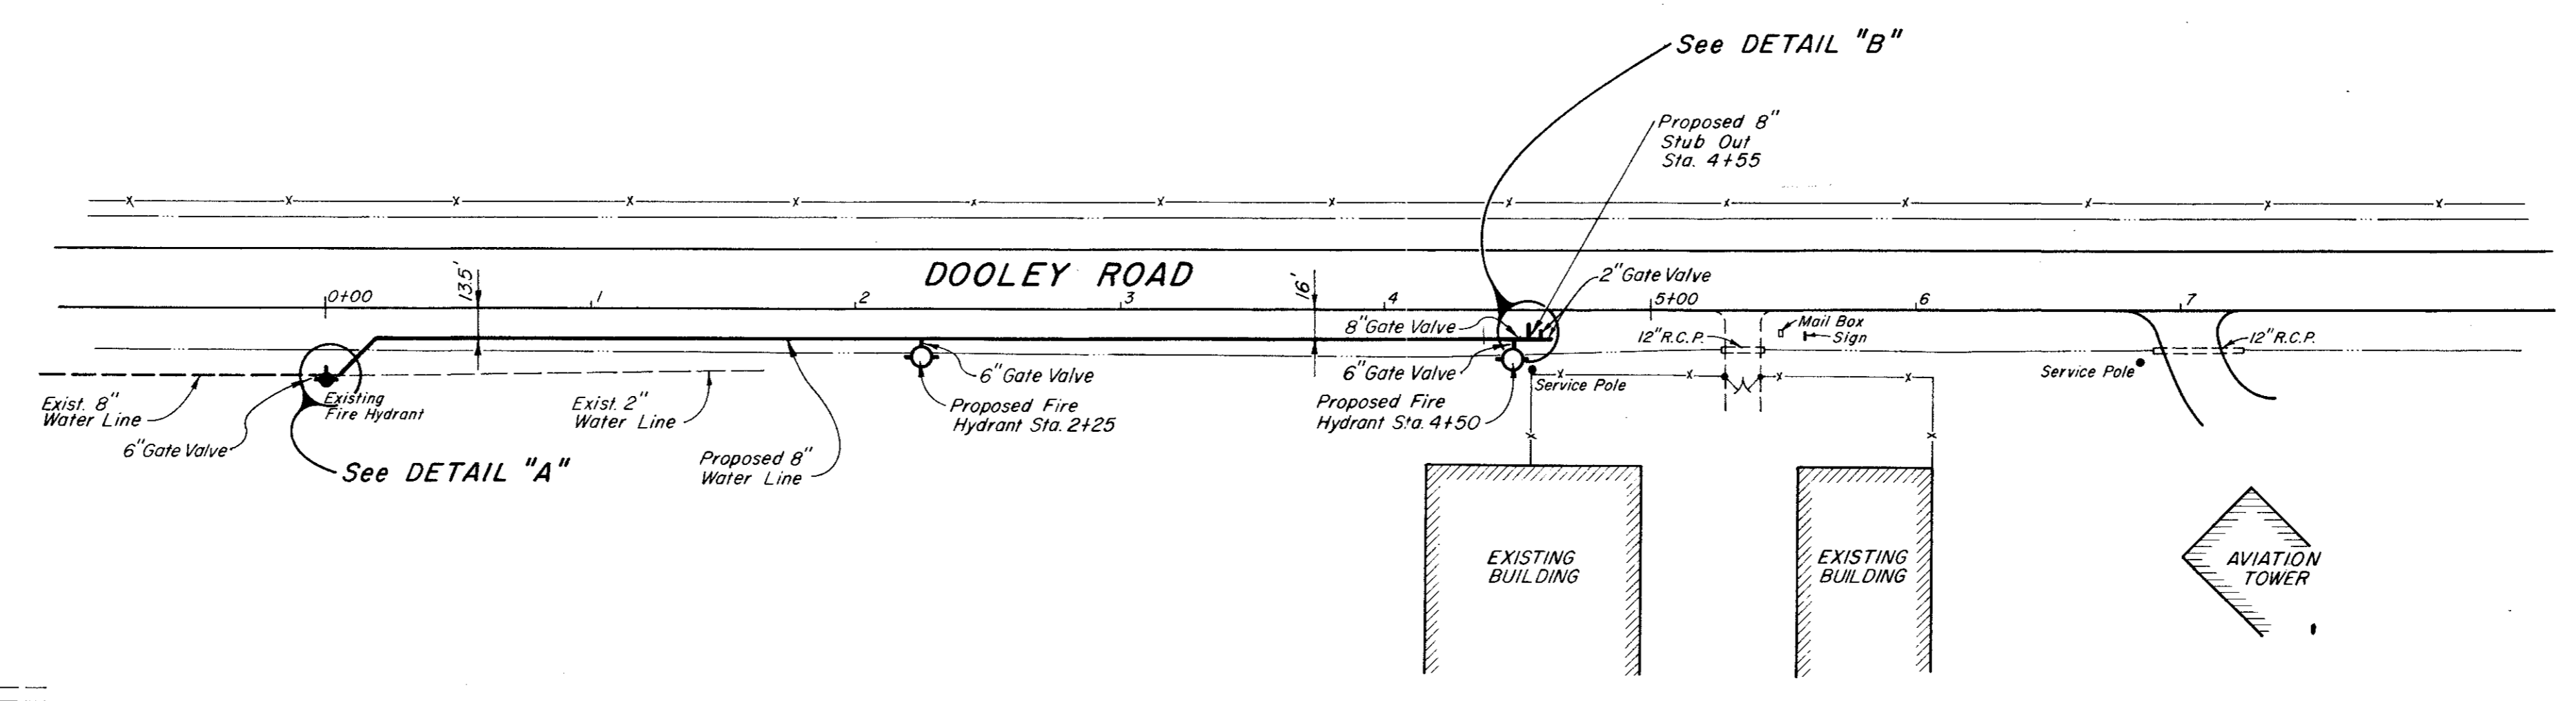 See DETAIL "B"
Proposed 8"
Stub Out
Sta. 4+55
DOOLEY ROAD
13.5'
16'
2"Gate Valve
0+00
1
2
3
4
5+00
6
7
8"Gate Valve
12"R.C.P.
Mail Box
Sign
12"R.C.P.
6"Gate Valve
6"Gate Valve
Service Pole
Service Pole
Exist. 8"
Water Line
Existing
Fire Hydrant
Exist. 2"
Water Line
Proposed Fire
Hydrant Sta. 2+25
Proposed Fire
Hydrant Sta. 4+50
6"Gate Valve
See DETAIL "A"
Proposed 8"
Water Line
EXISTING
BUILDING
EXISTING
BUILDING
AVIATION
TOWER